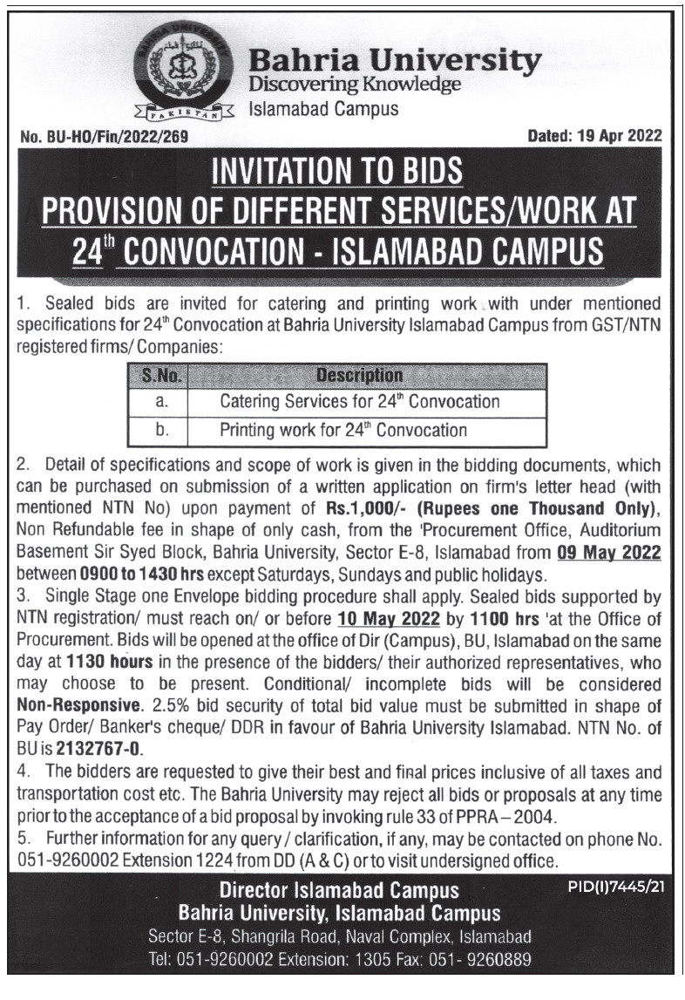 BAHRIA UNIVERSITY
PAKISTAN
Bahria University
Discovering Knowledge
Islamabad Campus
No. BU-HO/Fin/2022/269
Dated: 19 Apr 2022
INVITATION TO BIDS
PROVISION OF DIFFERENT SERVICES/WORK AT
24th CONVOCATION - ISLAMABAD CAMPUS
1. Sealed bids are invited for catering and printing work with under mentioned
specifications for 24th Convocation at Bahria University Islamabad Campus from GST/NTN
registered firms/ Companies:
S.No. Description
a. Catering Services for 24th Convocation
b. Printing work for 24th Convocation
2. Detail of specifications and scope of work is given in the bidding documents, which
can be purchased on submission of a written application on firm's letter head (with
mentioned NTN No) upon payment of Rs.1,000/- (Rupees one Thousand Only),
Non Refundable fee in shape of only cash, from the 'Procurement Office, Auditorium
Basement Sir Syed Block, Bahria University, Sector E-8, Islamabad from 09 May 2022
between 0900 to 1430 hrs except Saturdays, Sundays and public holidays.
3. Single Stage one Envelope bidding procedure shall apply. Sealed bids supported by
NTN registration/ must reach on/ or before 10 May 2022 by 1100 hrs 'at the Office of
Procurement. Bids will be opened at the office of Dir (Campus), BU, Islamabad on the same
day at 1130 hours in the presence of the bidders/ their authorized representatives, who
may choose to be present. Conditional/ incomplete bids will be considered
Non-Responsive. 2.5% bid security of total bid value must be submitted in shape of
Pay Order/ Banker's cheque/ DDR in favour of Bahria University Islamabad. NTN No. of
BU is 2132767-0.
4. The bidders are requested to give their best and final prices inclusive of all taxes and
transportation cost etc. The Bahria University may reject all bids or proposals at any time
prior to the acceptance of a bid proposal by invoking rule 33 of PPRA – 2004.
5. Further information for any query / clarification, if any, may be contacted on phone No.
051-9260002 Extension 1224 from DD (A & C) or to visit undersigned office.
Director Islamabad Campus
PID(I)7445/21
Bahria University, Islamabad Campus
Sector E-8, Shangrila Road, Naval Complex, Islamabad
Tel: 051-9260002 Extension: 1305 Fax: 051- 9260889